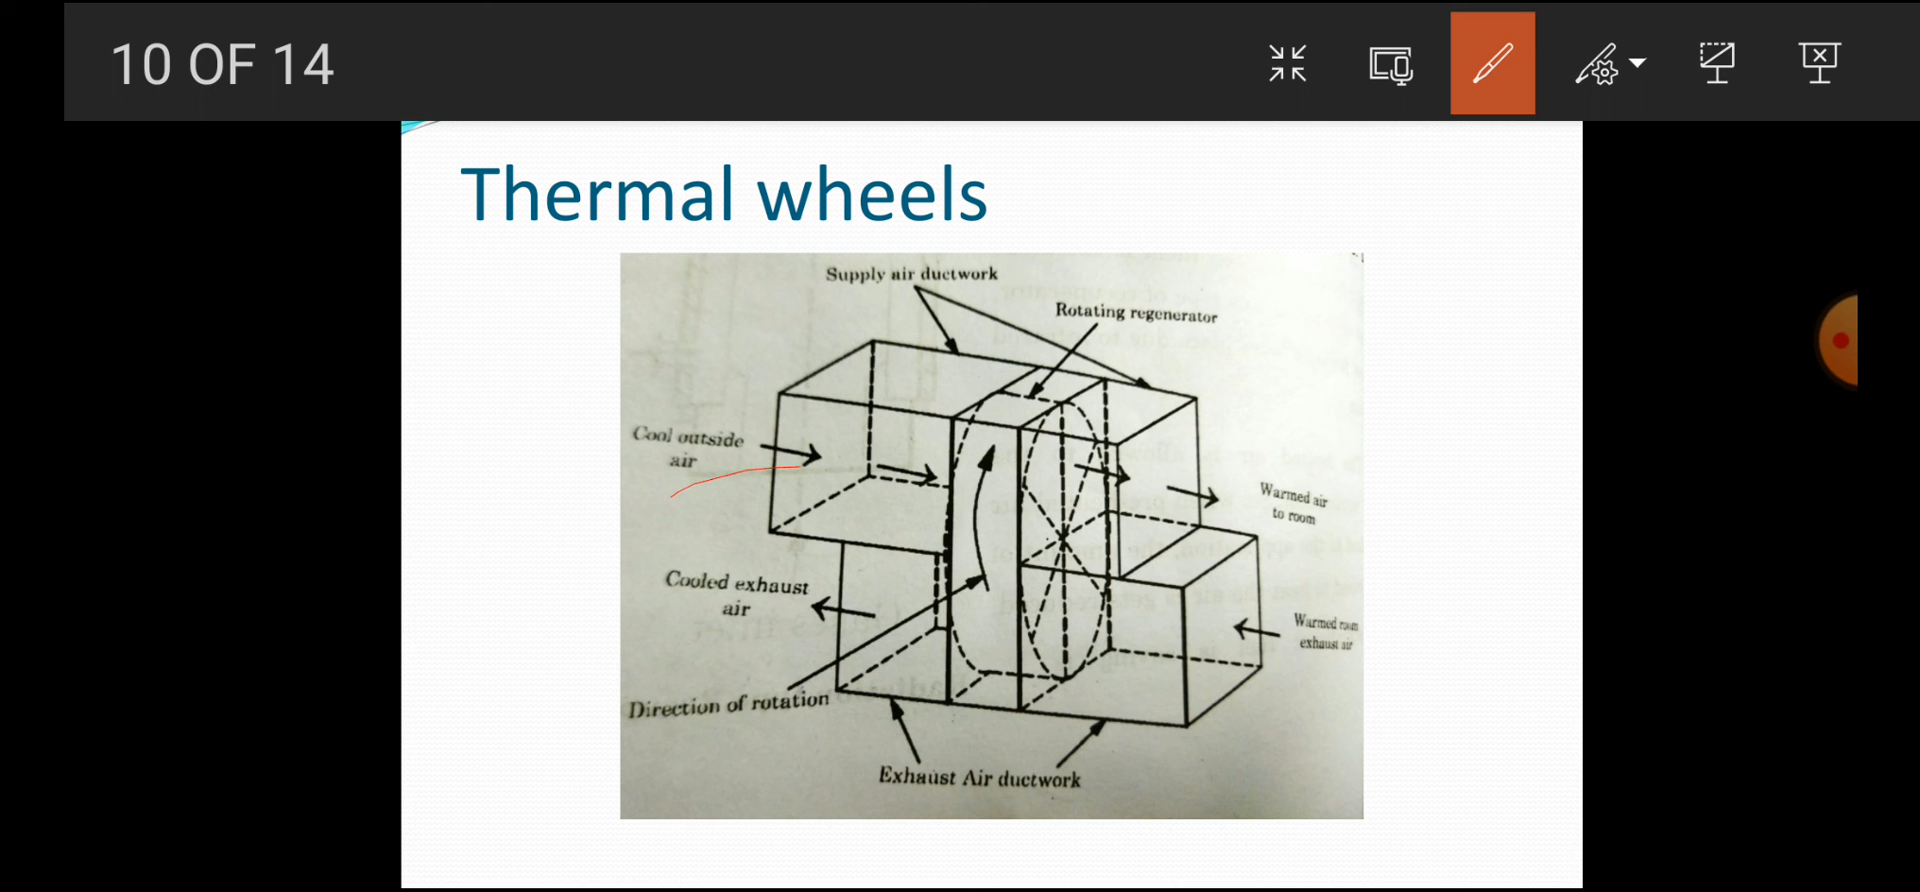 10 OF 14
Thermal wheels
Supply air ductwork
Rotating regenerator
Cool outside
air
Warmed air
to room
Cooled exhaust
air
Warmed room
exhaust air
Direction of rotation
Exhaust Air ductwork